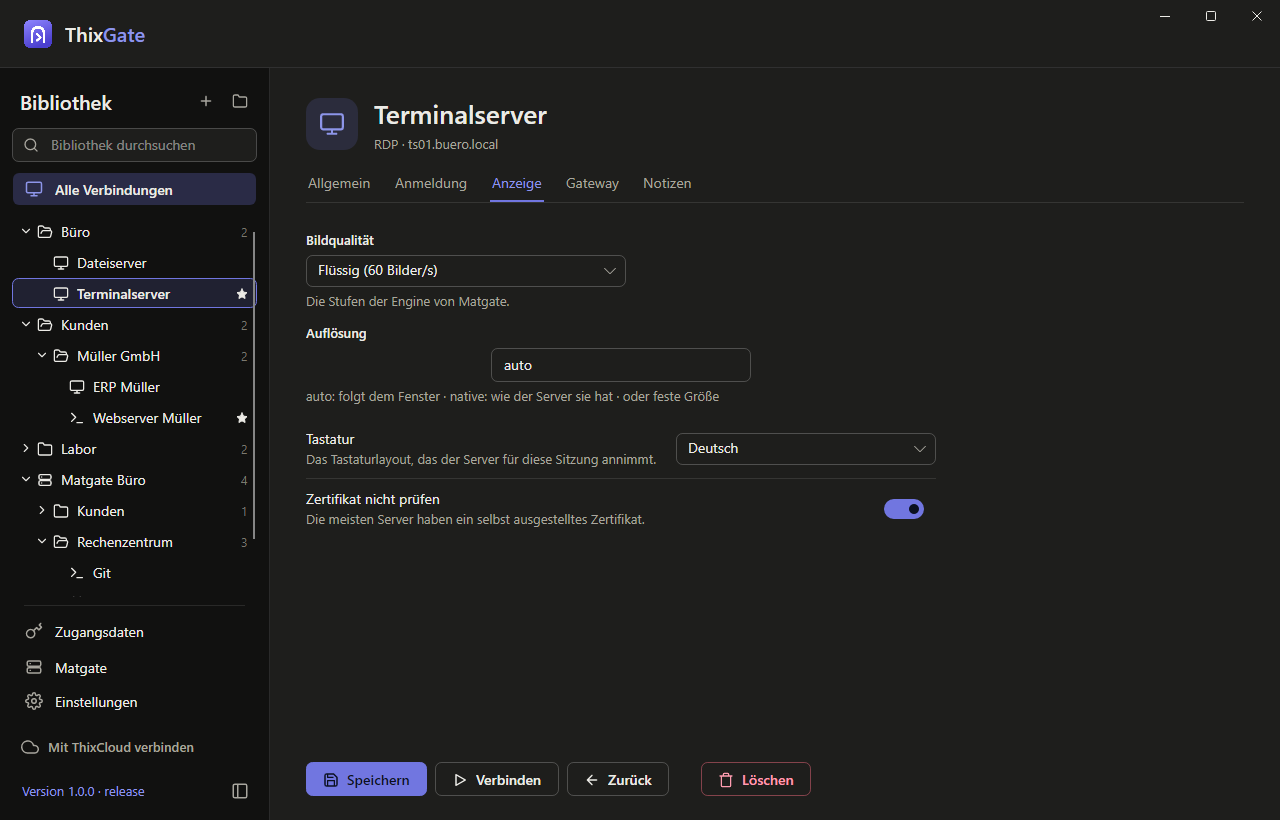 ThixGate
Bibliothek
Bibliothek durchsuchen
Alle Verbindungen
Büro 2
Dateiserver
Terminalserver
Kunden 2
Müller GmbH 2
ERP Müller
Webserver Müller
Labor 2
Matgate Büro 4
Kunden 1
Rechenzentrum 3
Git
Zugangsdaten
Matgate
Einstellungen
Mit ThixCloud verbinden
Version 1.0.0 · release
Terminalserver
RDP · ts01.buero.local
Allgemein Anmeldung Anzeige Gateway Notizen
Bildqualität
Flüssig (60 Bilder/s)
Die Stufen der Engine von Matgate.
Auflösung
auto
auto: folgt dem Fenster · native: wie der Server sie hat · oder feste Größe
Tastatur
Das Tastaturlayout, das der Server für diese Sitzung annimmt.
Deutsch
Zertifikat nicht prüfen
Die meisten Server haben ein selbst ausgestelltes Zertifikat.
Speichern Verbinden Zurück Löschen